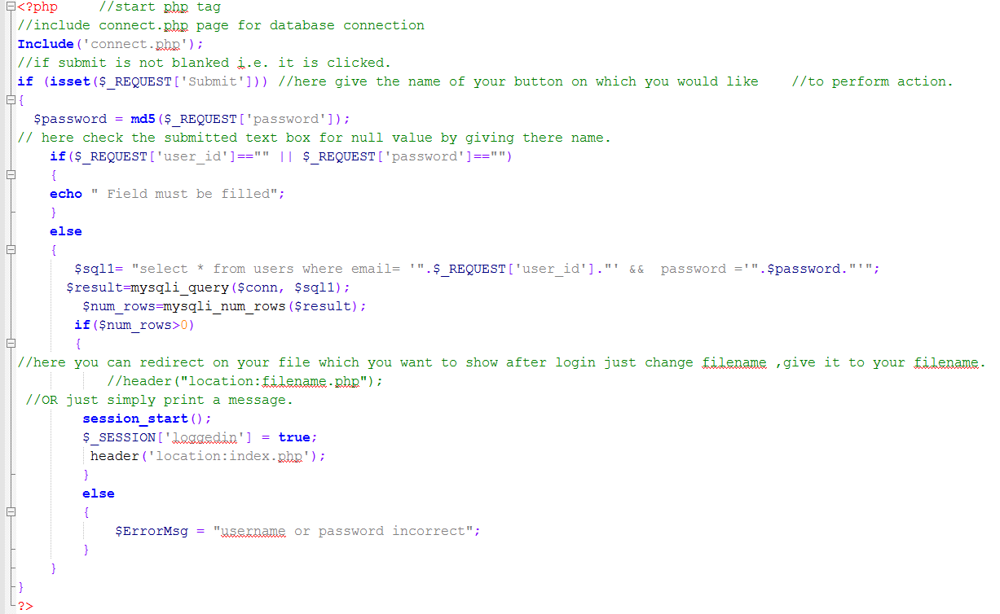 <?php     //start php tag
//include connect.php page for database connection
Include('connect.php');
//if submit is not blanked i.e. it is clicked.
if (isset($_REQUEST['Submit'])) //here give the name of your button on which you would like    //to perform action.
{
  $password = md5($_REQUEST['password']);
// here check the submitted text box for null value by giving there name.
    if($_REQUEST['user_id']=="" || $_REQUEST['password']=="")
    {
    echo " Field must be filled";
    }
    else
    {
       $sql1= "select * from users where email= '".$_REQUEST['user_id']."' &&  password ='".$password."'";
      $result=mysqli_query($conn, $sql1);
        $num_rows=mysqli_num_rows($result);
       if($num_rows>0)
       {
//here you can redirect on your file which you want to show after login just change filename ,give it to your filename.
           //header("location:filename.php");
 //OR just simply print a message.
        session_start();
        $_SESSION['loggedin'] = true;
         header('location:index.php');
        }
        else
        {
            $ErrorMsg = "username or password incorrect";
        }
    }
}
?>